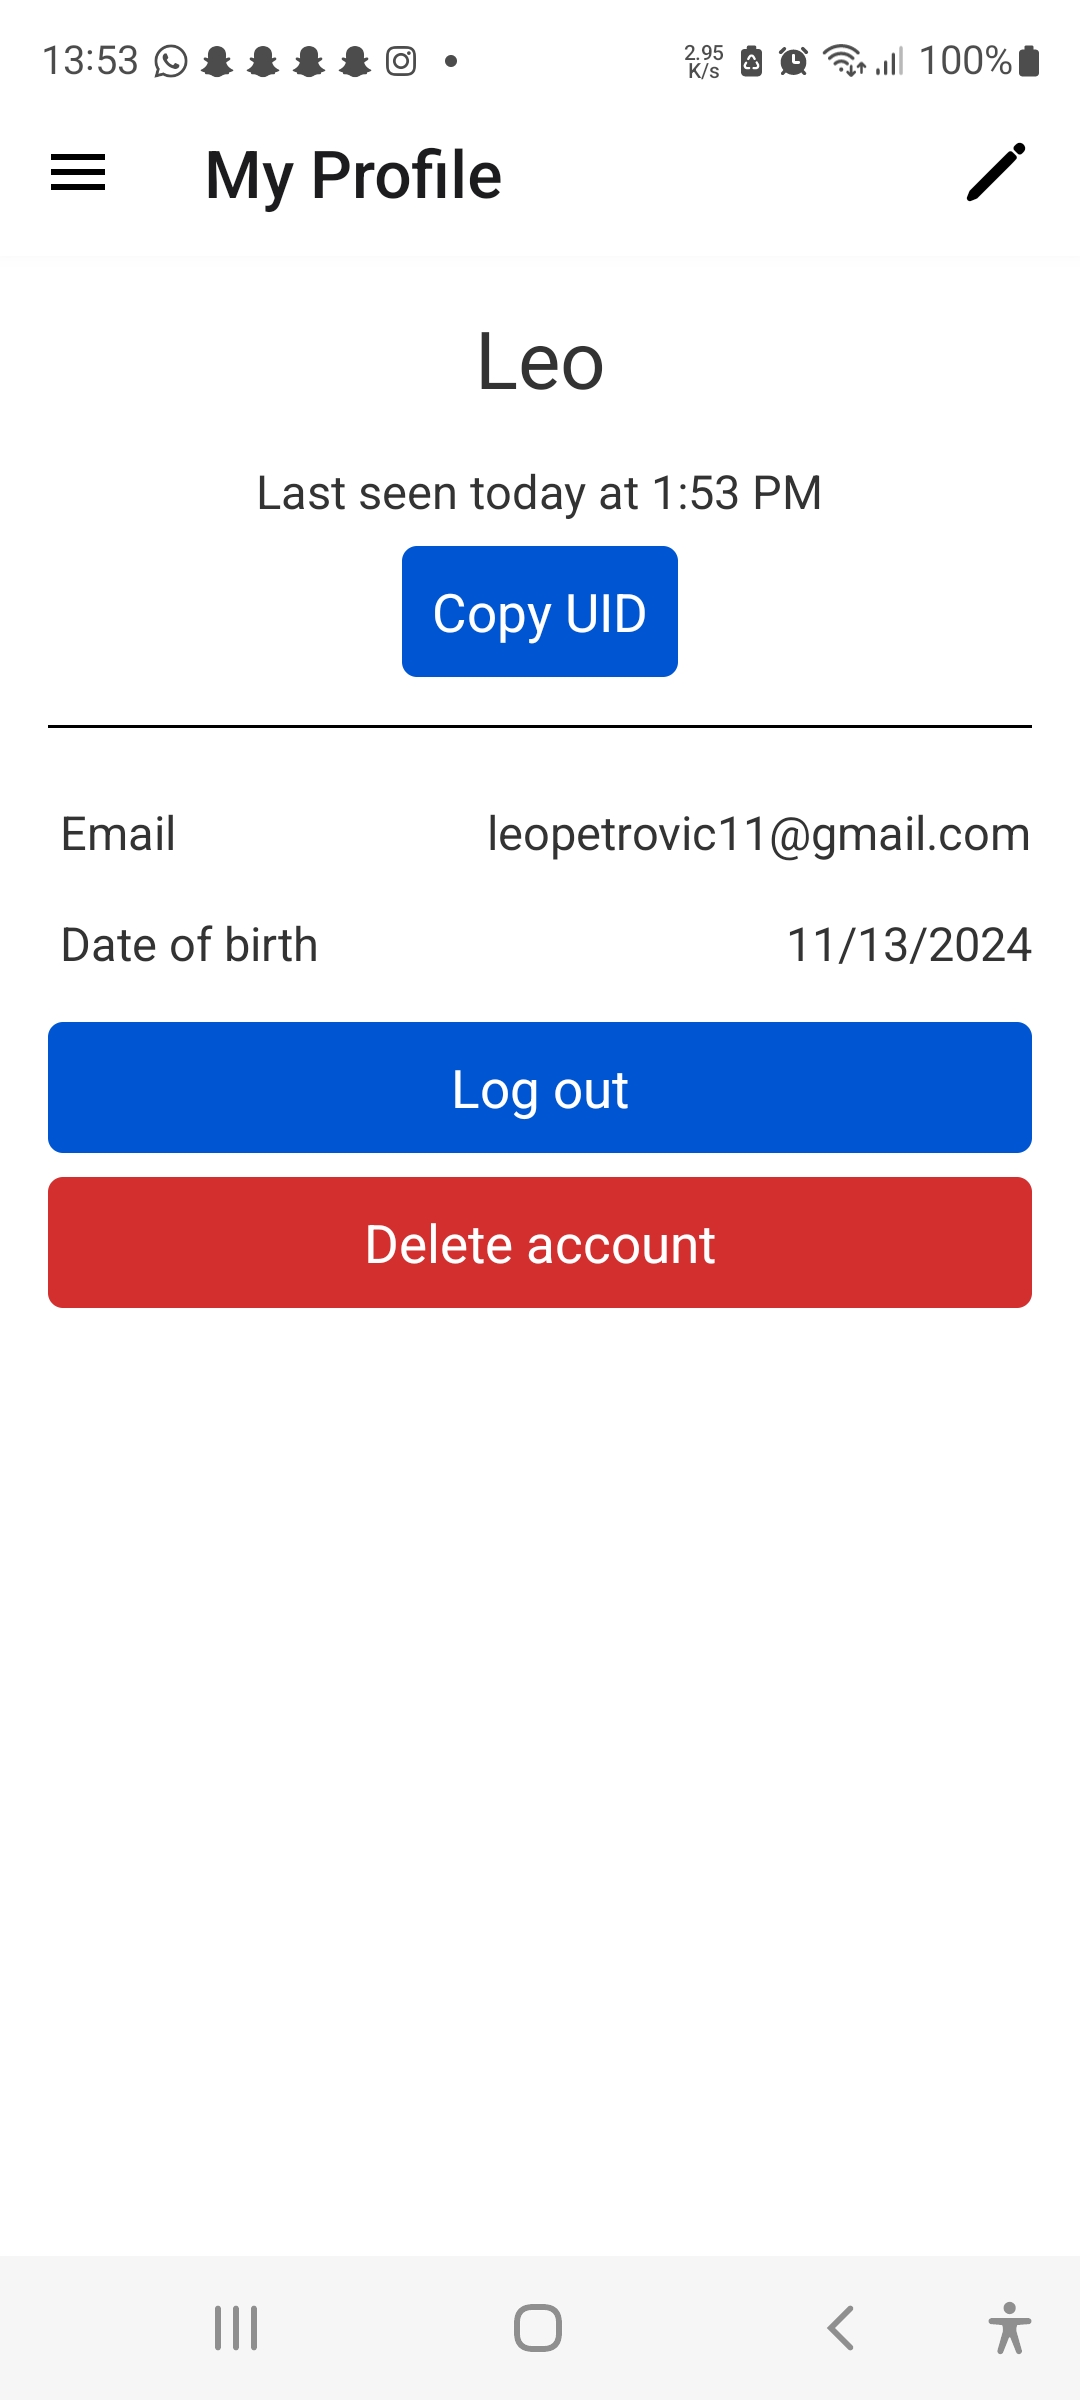 13:53
2.95
K/s
100%
My Profile
Leo
Last seen today at 1:53 PM
Copy UID
Email leopetrovic11@gmail.com
Date of birth 11/13/2024
Log out
Delete account